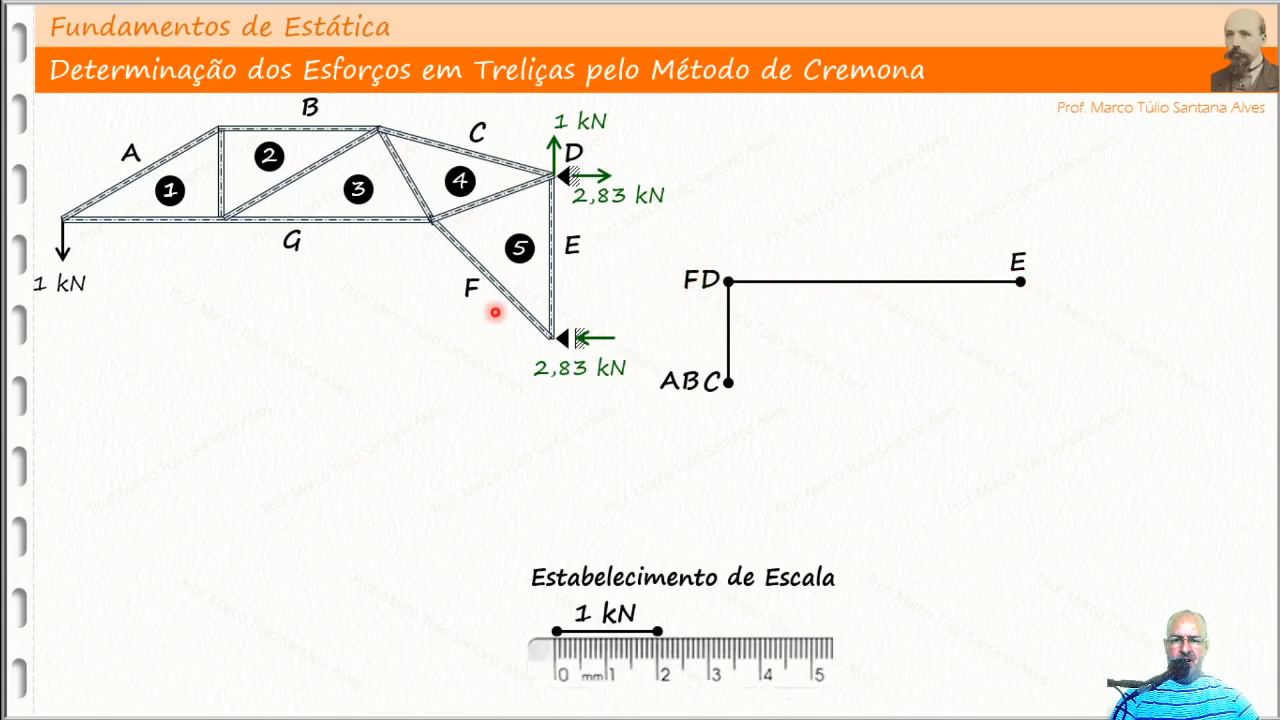 Fundamentos de Estática
Determinação dos Esforços em Treliças pelo Método de Cremona
Prof. Marco Túlio Santana Alves
B
1 kN
A
C
D
2
1
3
4
2,83 kN
G
5
E
1 kN
F
2,83 kN
FD
E
ABC
Estabelecimento de Escala
1 kN
0 mm 1 2 3 4 5